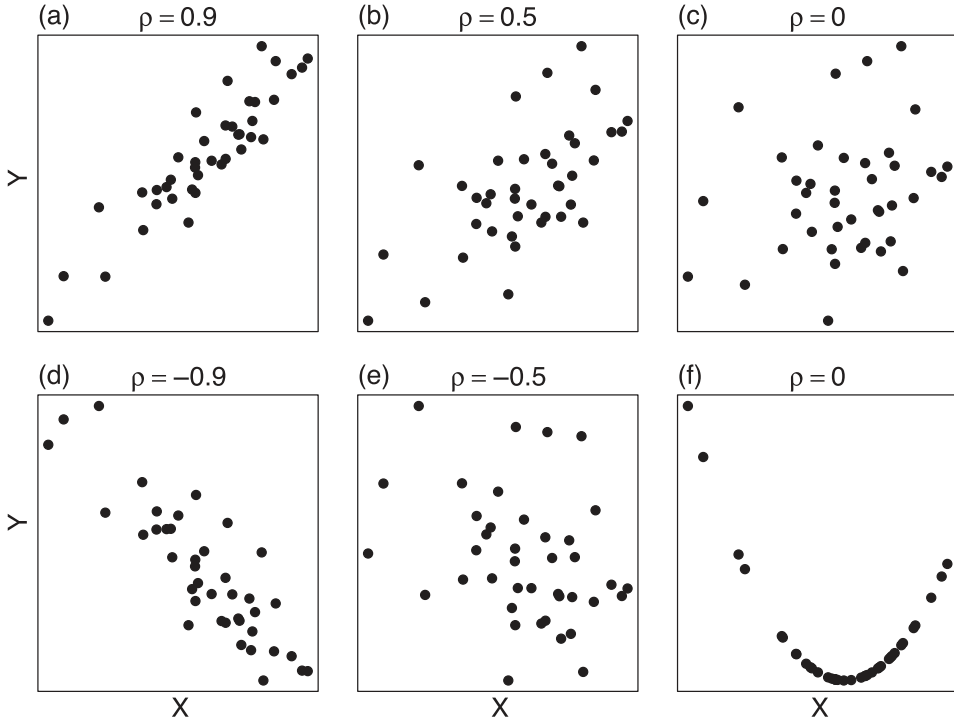 (a) ρ = 0.9
(b) ρ = 0.5
(c) ρ = 0
Y
(d) ρ = −0.9
(e) ρ = −0.5
(f) ρ = 0
Y
X
X
X